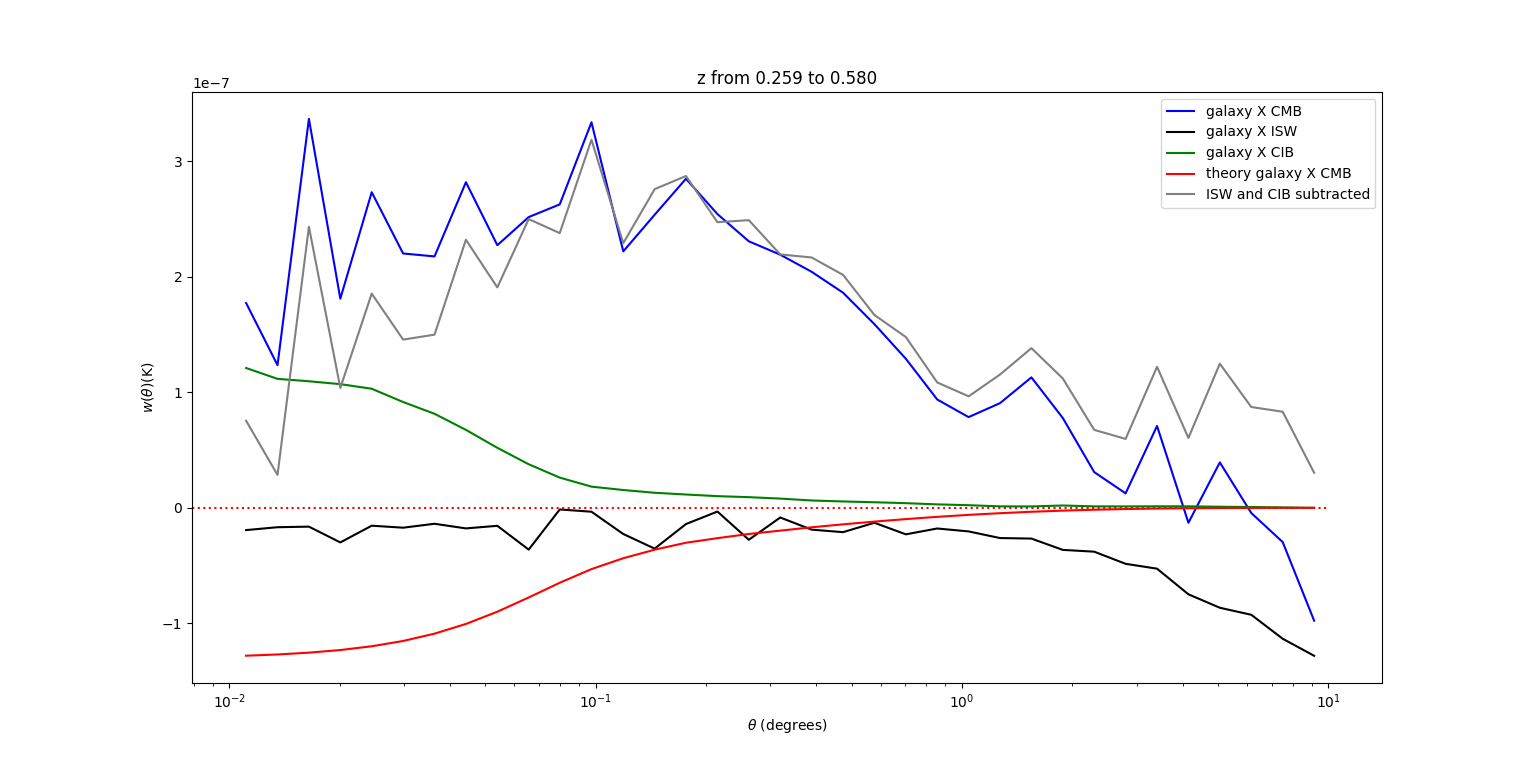 z from 0.259 to 0.580
1e−7
galaxy X CMB
galaxy X ISW
galaxy X CIB
theory galaxy X CMB
ISW and CIB subtracted
3
2
1
0
−1
w(θ)(K)
10⁻²
10⁻¹
10⁰
10¹
θ (degrees)